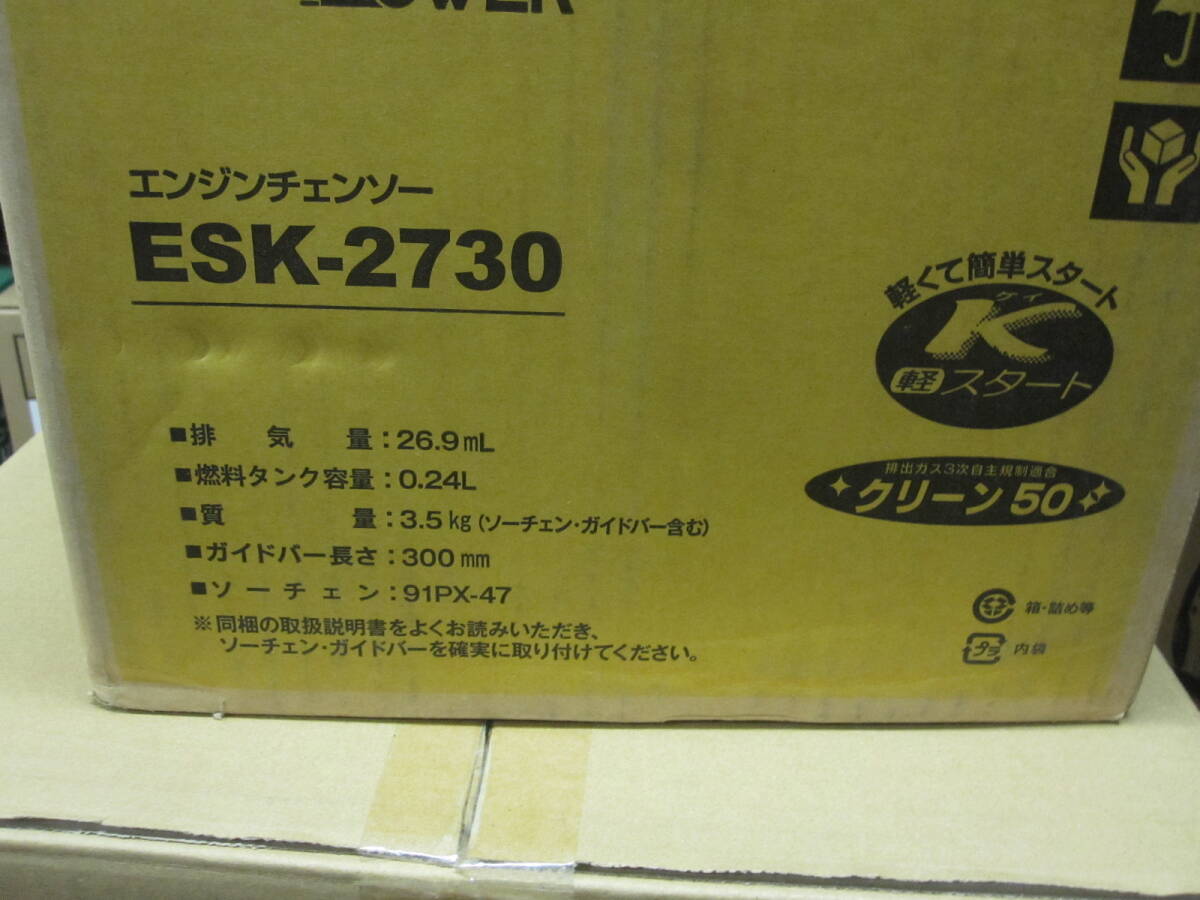 エンジンチェンソー
ESK-2730
軽くて簡単スタート
ケイ
K
軽スタート
■排気量：26.9mL
■燃料タンク容量：0.24L
■質量：3.5kg（ソーチェン・ガイドバー含む）
■ガイドバー長さ：300mm
■ソーチェン：91PX-47
※同梱の取扱説明書をよくお読みいただき、
ソーチェン・ガイドバーを確実に取り付けてください。
排出ガス3次自主規制適合
クリーン50
箱・詰め等
プラ
内袋